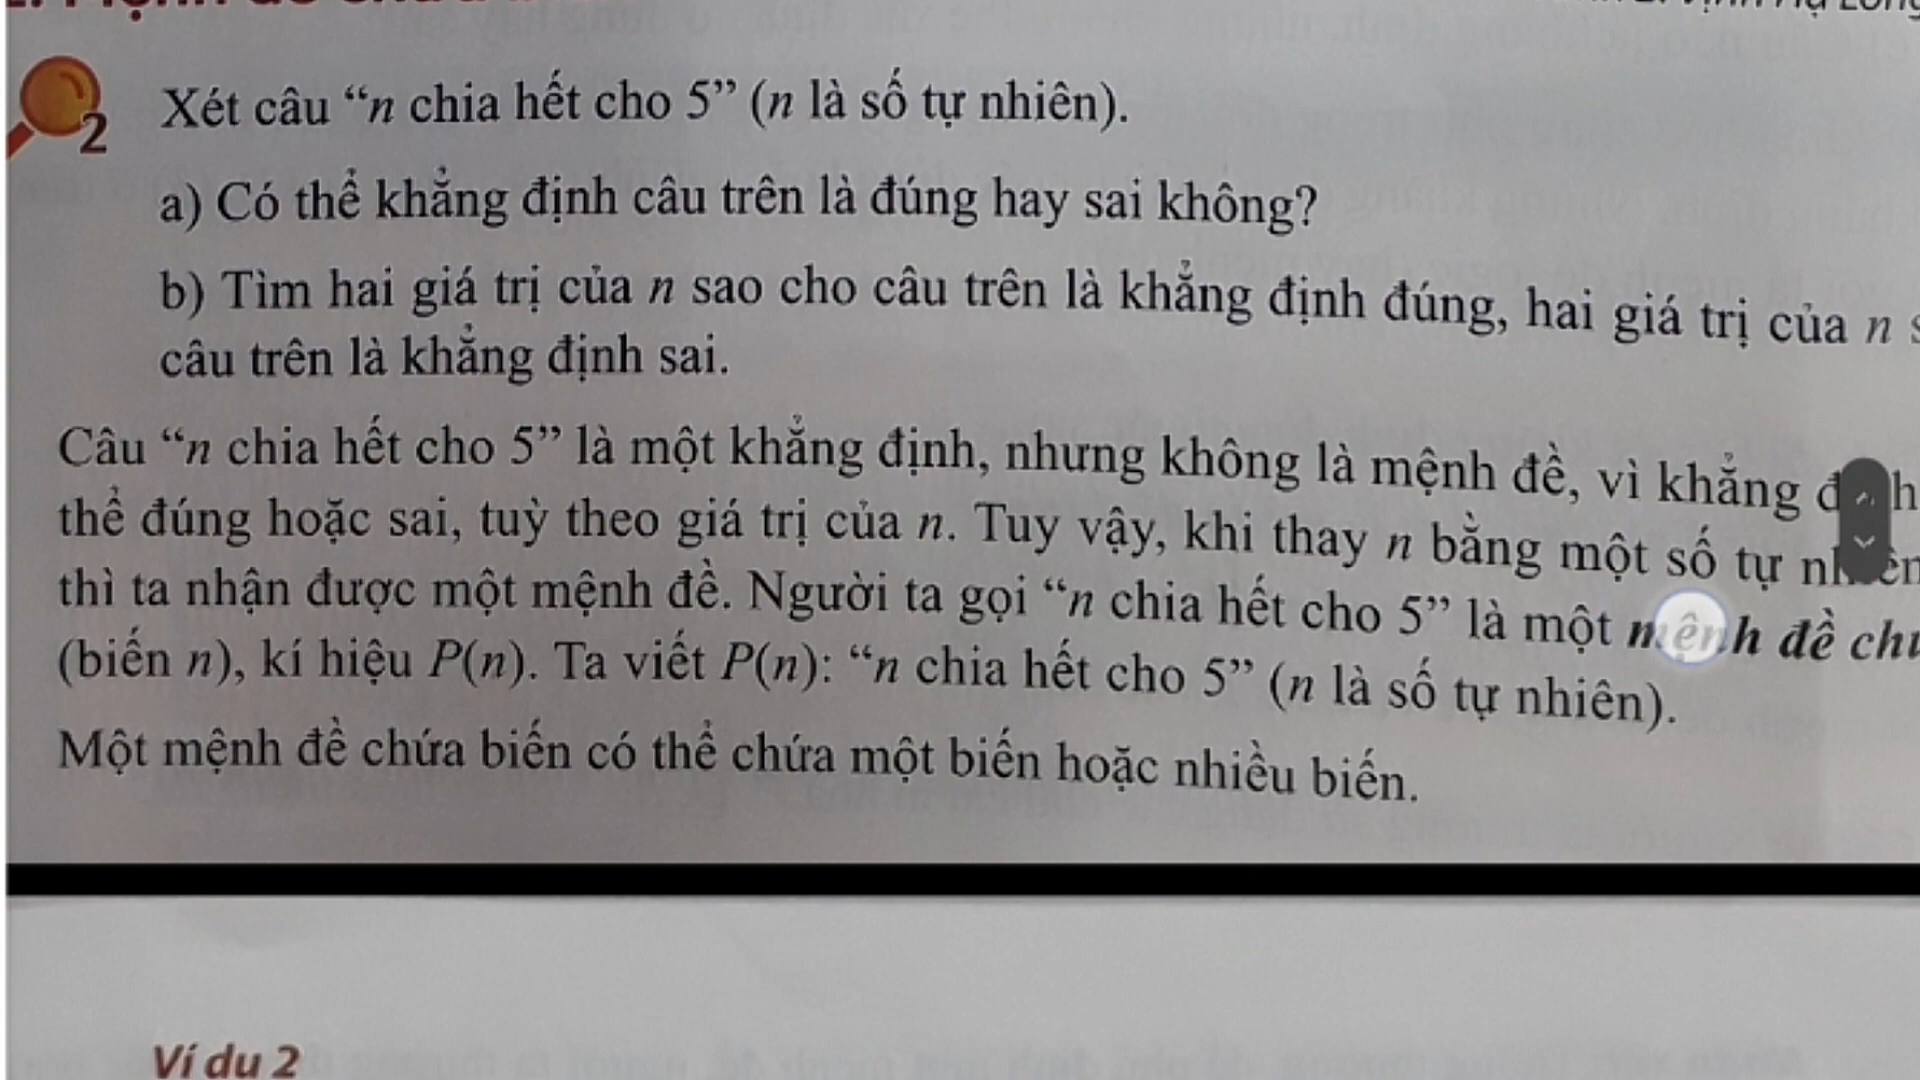 2
Xét câu “n chia hết cho 5” (n là số tự nhiên).
a) Có thể khẳng định câu trên là đúng hay sai không?
b) Tìm hai giá trị của n sao cho câu trên là khẳng định đúng, hai giá trị của n
câu trên là khẳng định sai.
Câu “n chia hết cho 5” là một khẳng định, nhưng không là mệnh đề, vì khẳng
thể đúng hoặc sai, tuỳ theo giá trị của n. Tuy vậy, khi thay n bằng một số tự
thì ta nhận được một mệnh đề. Người ta gọi “n chia hết cho 5” là một mệnh đề
(biến n), kí hiệu P(n). Ta viết P(n): “n chia hết cho 5” (n là số tự nhiên).
Một mệnh đề chứa biến có thể chứa một biến hoặc nhiều biến.
Ví dụ 2